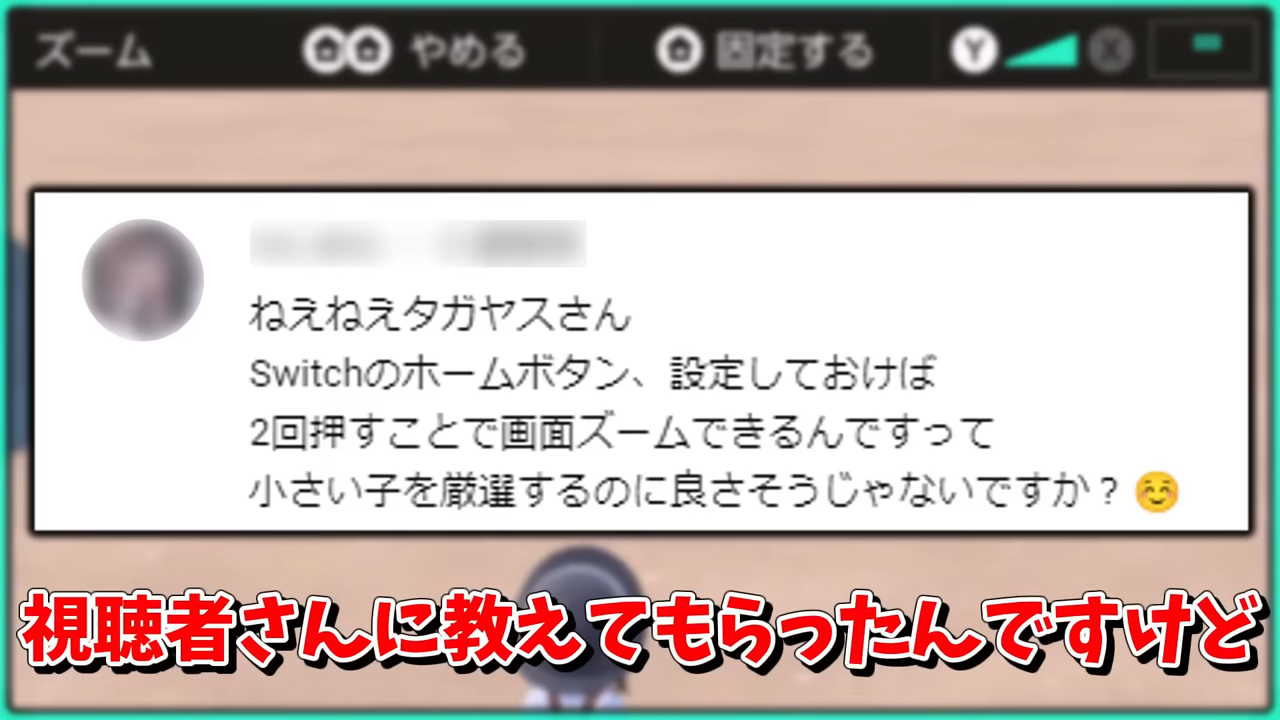 ズーム やめる 固定する Y X
ねえねえタガヤスさん
Switchのホームボタン、設定しておけば
2回押すことで画面ズームできるんですって
小さい子を厳選するのに良さそうじゃないですか？☺️
視聴者さんに教えてもらったんですけど